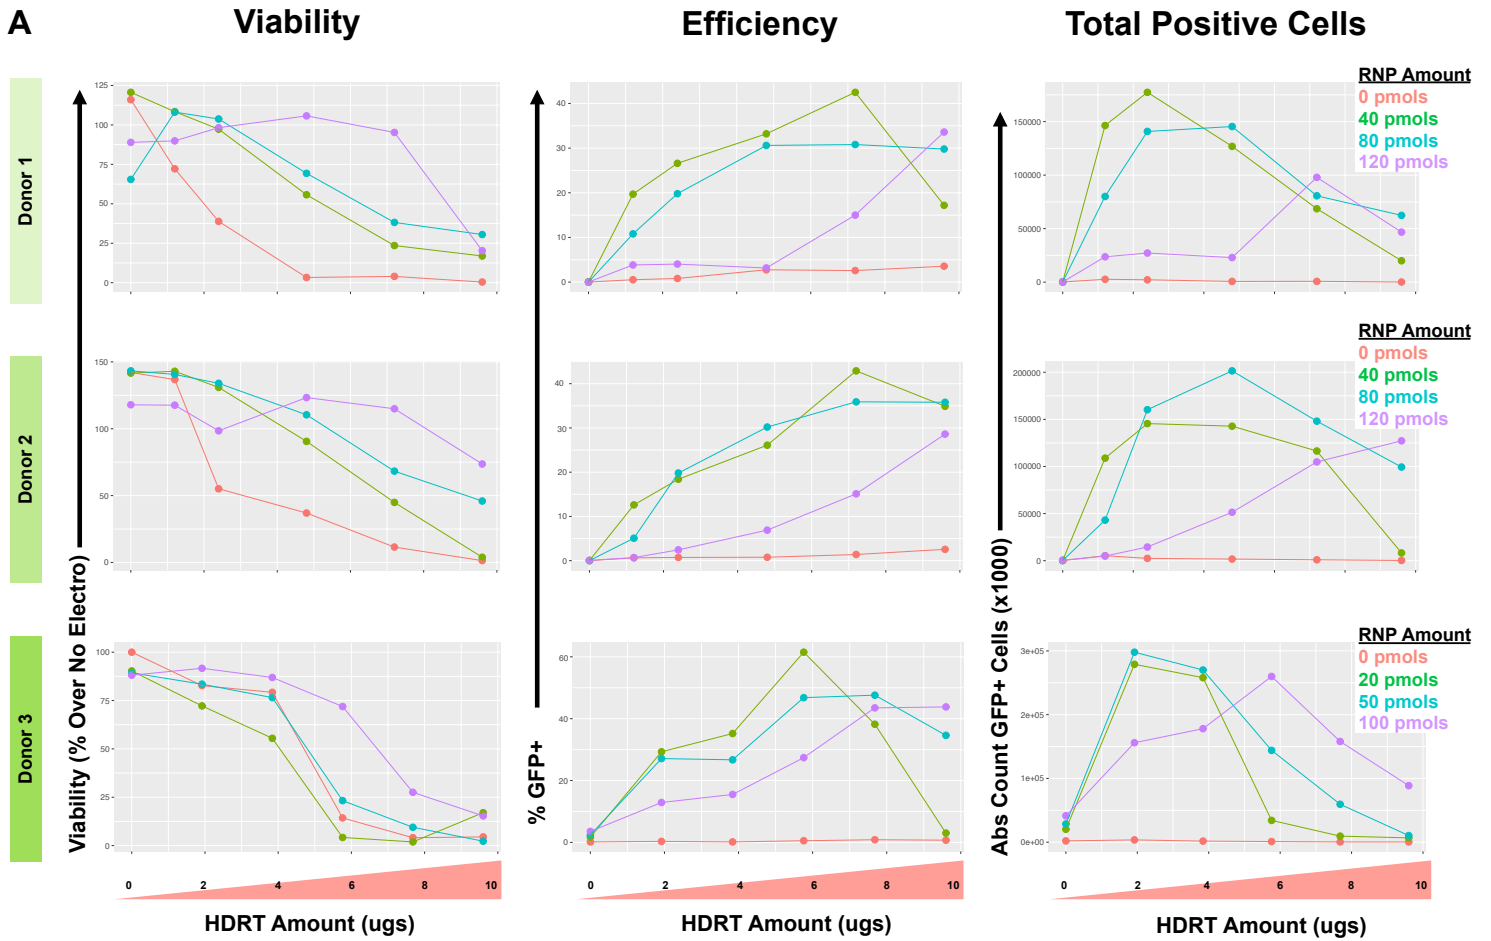 A
Viability
Efficiency
Total Positive Cells
Donor 1
Donor 2
Donor 3
Viability (% Over No Electro)
125
100
75
50
25
0
150
100
50
0
100
75
50
25
0
% GFP+
40
30
20
10
0
40
30
20
10
0
60
40
20
0
Abs Count GFP+ Cells (x1000)
150000
100000
50000
0
200000
150000
100000
50000
0
3e+05
2e+05
1e+05
0e+00
RNP Amount
0 pmols
40 pmols
80 pmols
120 pmols
RNP Amount
0 pmols
40 pmols
80 pmols
120 pmols
RNP Amount
0 pmols
20 pmols
50 pmols
100 pmols
0 2 4 6 8 10
0 2 4 6 8 10
0 2 4 6 8 10
HDRT Amount (ugs)
HDRT Amount (ugs)
HDRT Amount (ugs)